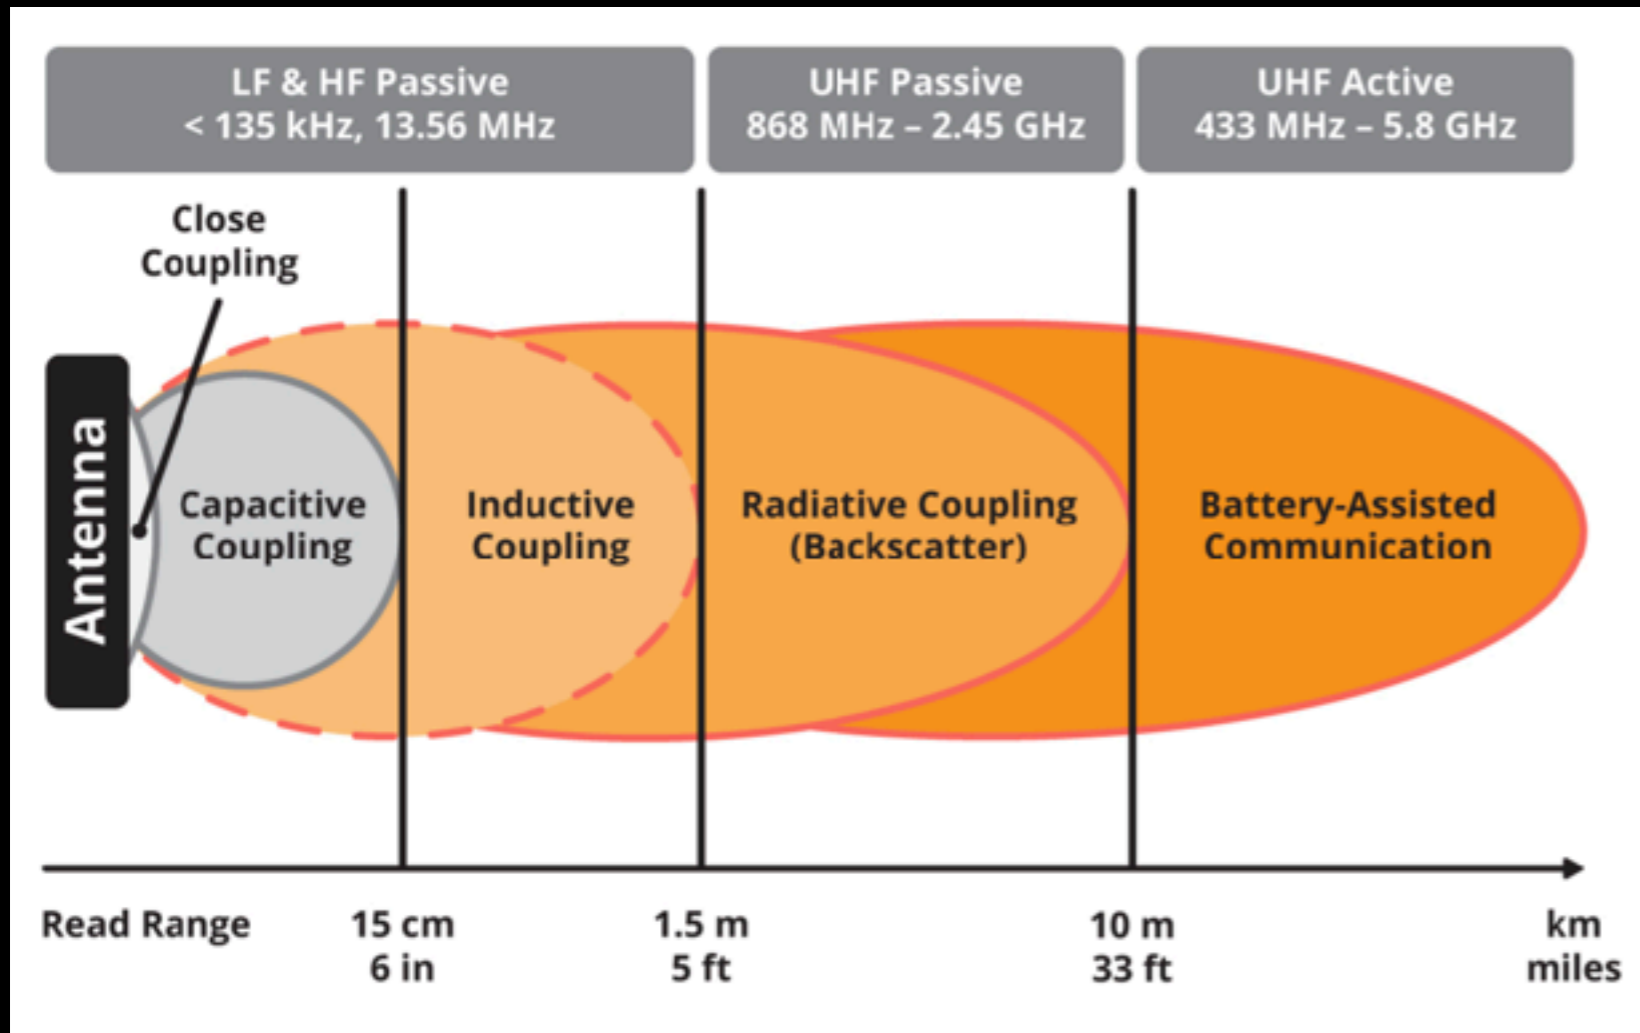 LF & HF Passive
< 135 kHz, 13.56 MHz
UHF Passive
868 MHz – 2.45 GHz
UHF Active
433 MHz – 5.8 GHz
Close
Coupling
Antenna
Capacitive
Coupling
Inductive
Coupling
Radiative Coupling
(Backscatter)
Battery-Assisted
Communication
Read Range
15 cm
6 in
1.5 m
5 ft
10 m
33 ft
km
miles